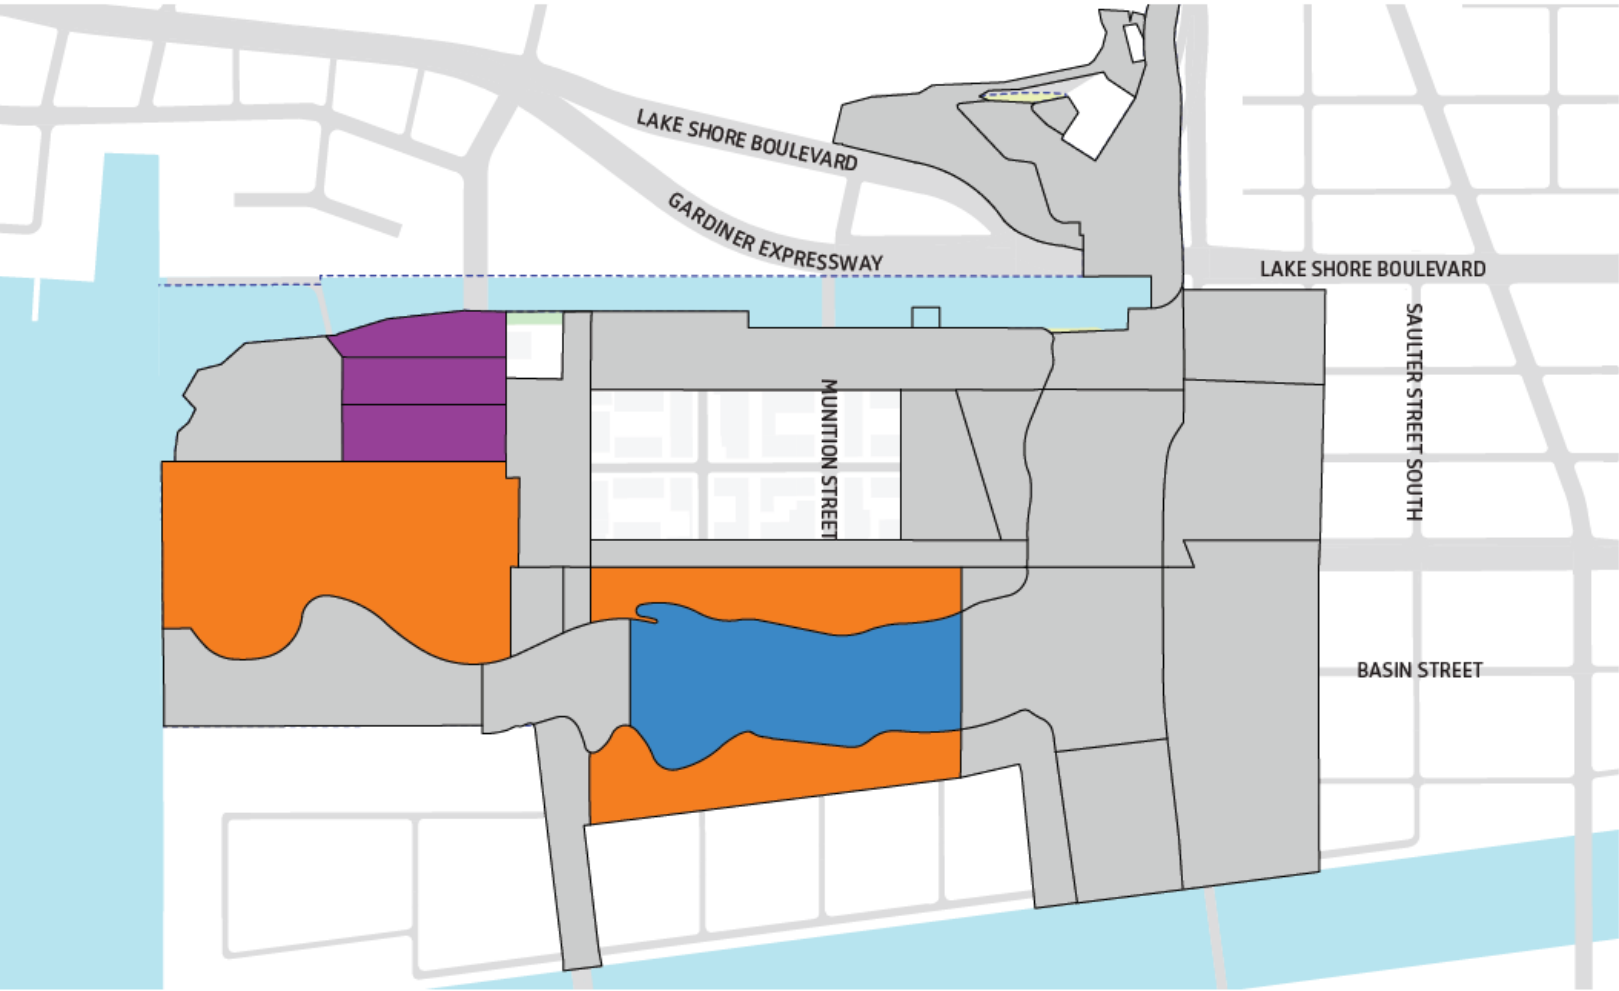 LAKE SHORE BOULEVARD
GARDINER EXPRESSWAY
LAKE SHORE BOULEVARD
SAULTER STREET SOUTH
MUNITION STREET
BASIN STREET